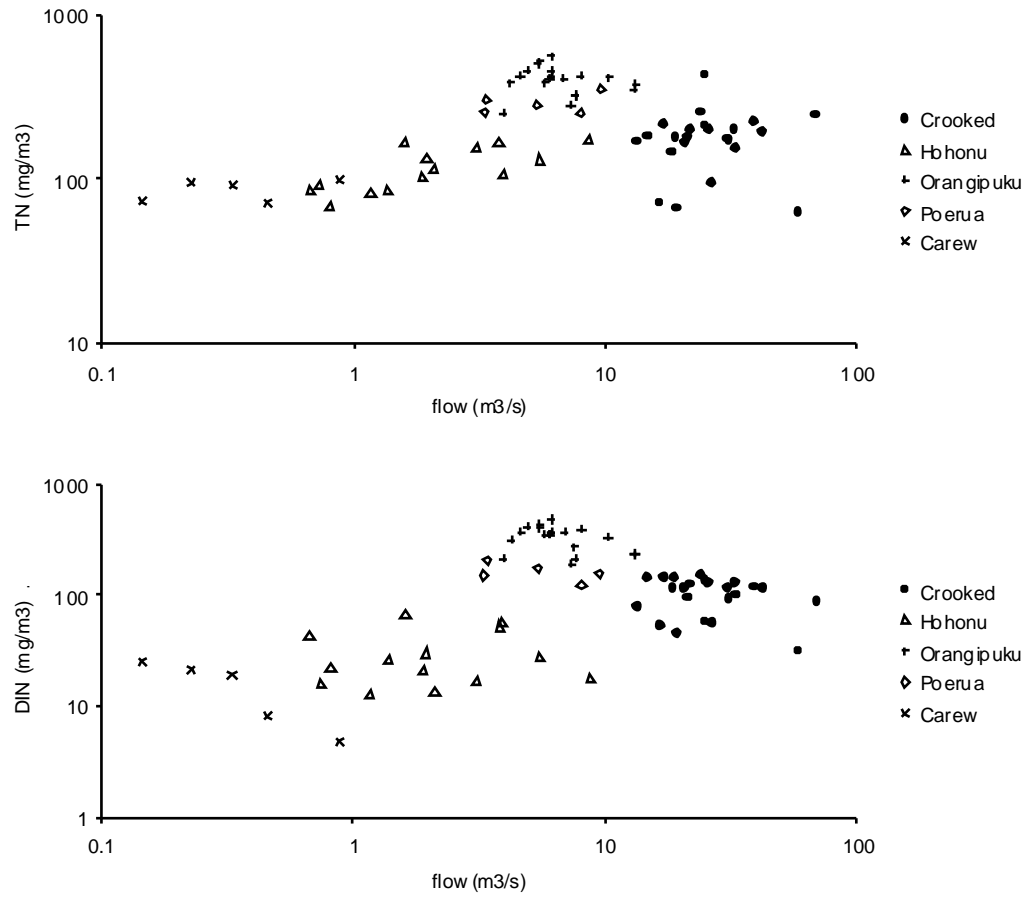 1000
100
10
TN (mg/m3)
0.1 1 10 100
flow (m3/s)
Crooked
Hohonu
Orangipuku
Poerua
Carew
1000
100
10
1
DIN (mg/m3) .
0.1 1 10 100
flow (m3/s)
Crooked
Hohonu
Orangipuku
Poerua
Carew